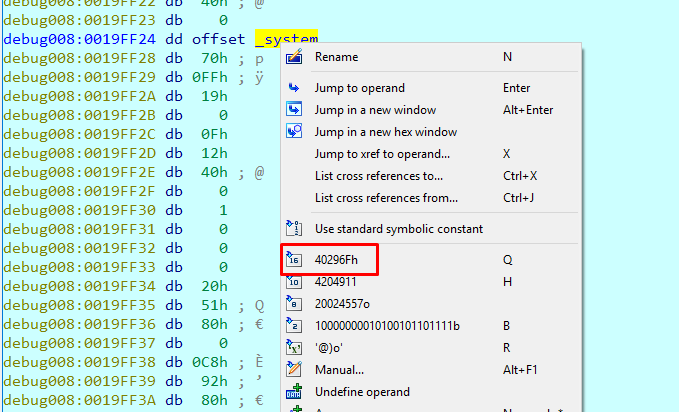 debug008:0019FF22 db 40h ; @
debug008:0019FF23 db 0
debug008:0019FF24 dd offset _system
debug008:0019FF28 db 70h ; p
debug008:0019FF29 db 0FFh ; ÿ
debug008:0019FF2A db 19h
debug008:0019FF2B db 0
debug008:0019FF2C db 0Fh
debug008:0019FF2D db 12h
debug008:0019FF2E db 40h ; @
debug008:0019FF2F db 0
debug008:0019FF30 db 1
debug008:0019FF31 db 0
debug008:0019FF32 db 0
debug008:0019FF33 db 0
debug008:0019FF34 db 20h
debug008:0019FF35 db 51h ; Q
debug008:0019FF36 db 80h ; €
debug008:0019FF37 db 0
debug008:0019FF38 db 0C8h ; È
debug008:0019FF39 db 92h ; ’
debug008:0019FF3A db 80h ; €
Rename N
Jump to operand Enter
Jump in a new window Alt+Enter
Jump in a new hex window
Jump to xref to operand... X
List cross references to... Ctrl+X
List cross references from... Ctrl+J
Use standard symbolic constant
40296Fh Q
4204911 H
20024557o
10000000010100101101111b B
'@)o' R
Manual... Alt+F1
Undefine operand